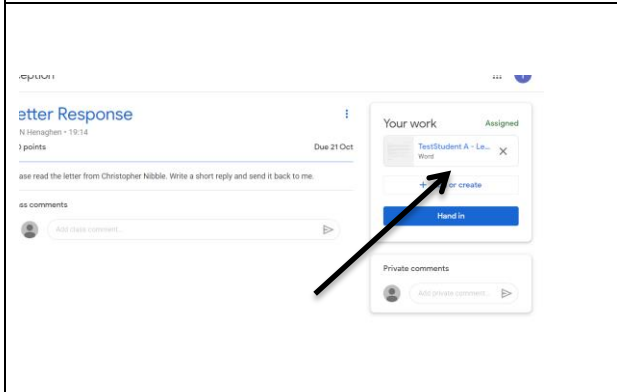 etter Response
N Henaghen • 19:14
points
Due 21 Oct
ase read the letter from Christopher Nibble. Write a short reply and send it back to me.
ass comments
Add class comment...
Your work
Assigned
TestStudent A - Le...
Word
+ or create
Hand in
Private comments
Add private comment...